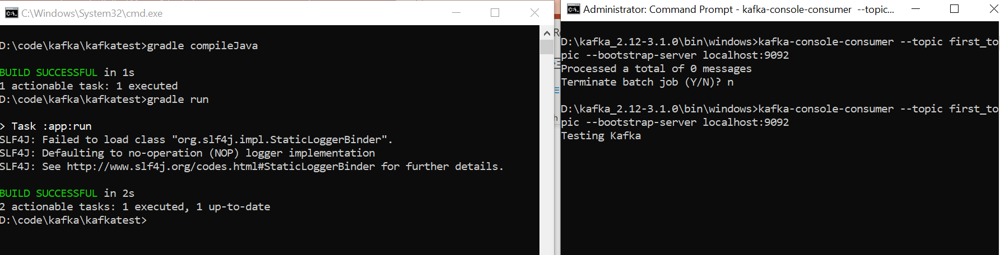 C:\Windows\System32\cmd.exe
D:\code\kafka\kafkatest>gradle compileJava
BUILD SUCCESSFUL in 1s
1 actionable task: 1 executed
D:\code\kafka\kafkatest>gradle run
> Task :app:run
SLF4J: Failed to load class "org.slf4j.impl.StaticLoggerBinder".
SLF4J: Defaulting to no-operation (NOP) logger implementation
SLF4J: See http://www.slf4j.org/codes.html#StaticLoggerBinder for further details.
BUILD SUCCESSFUL in 2s
2 actionable tasks: 1 executed, 1 up-to-date
D:\code\kafka\kafkatest>
Administrator: Command Prompt - kafka-console-consumer --topic...
D:\kafka_2.12-3.1.0\bin\windows>kafka-console-consumer --topic first_to
pic --bootstrap-server localhost:9092
Processed a total of 0 messages
Terminate batch job (Y/N)? n
D:\kafka_2.12-3.1.0\bin\windows>kafka-console-consumer --topic first_to
pic --bootstrap-server localhost:9092
Testing Kafka